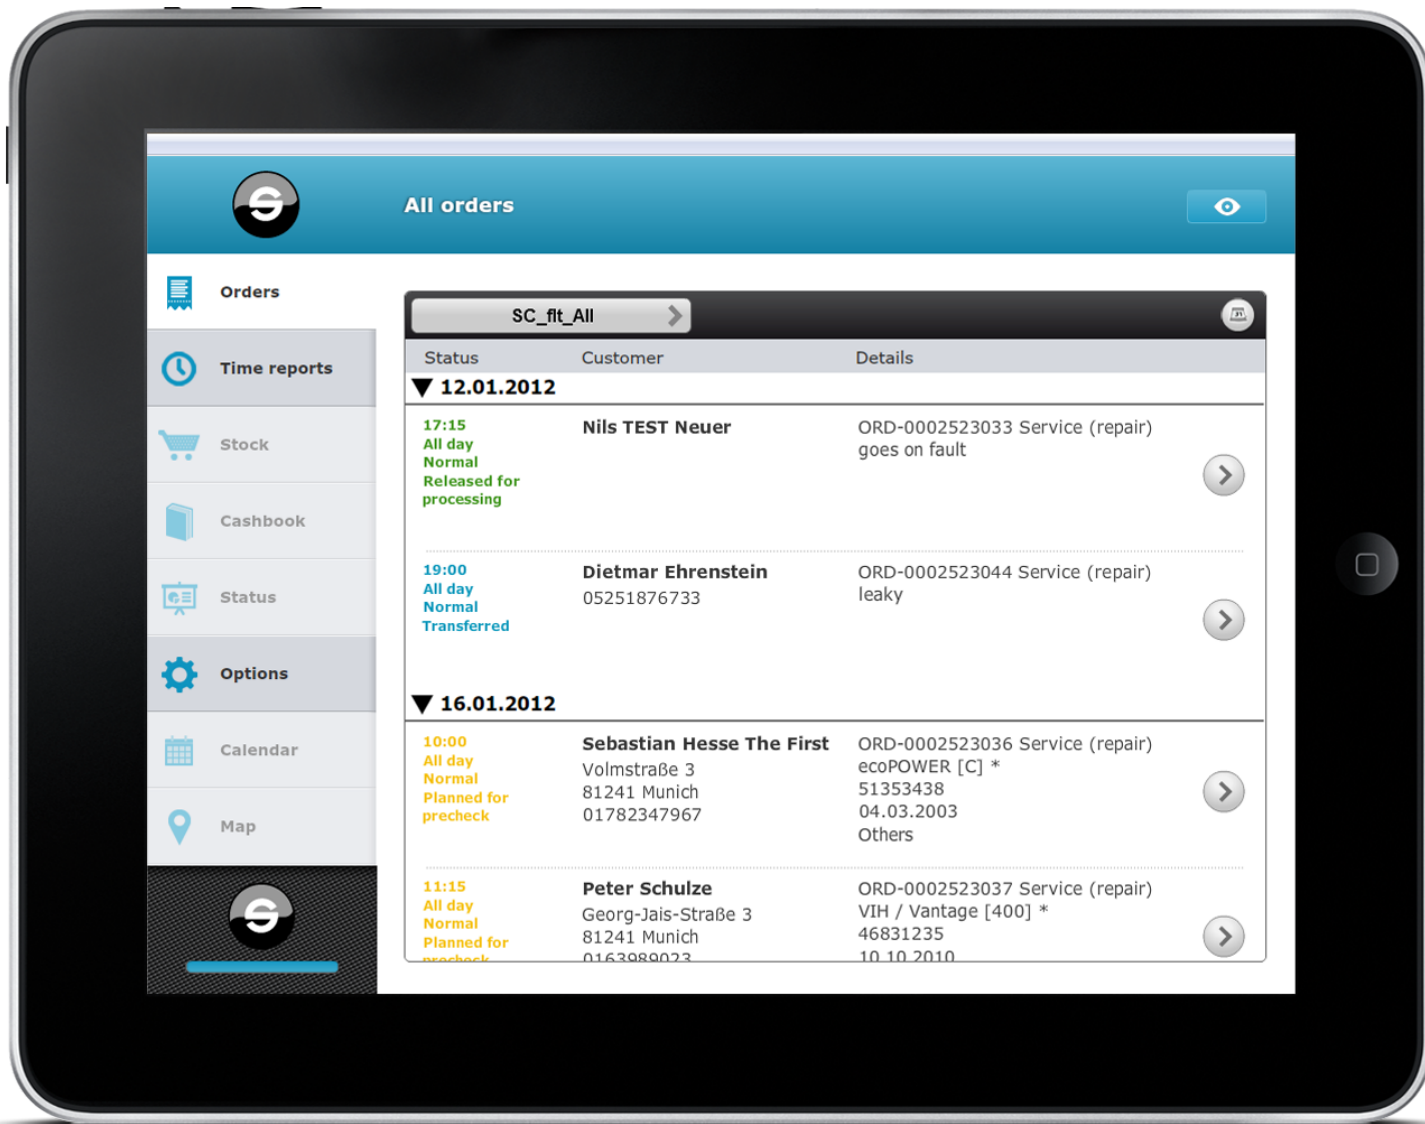 All orders
Orders
Time reports
Stock
Cashbook
Status
Options
Calendar
Map
SC_flt_All
Status Customer Details
12.01.2012
17:15
All day
Normal
Released for
processing
Nils TEST Neuer
ORD-0002523033 Service (repair)
goes on fault
19:00
All day
Normal
Transferred
Dietmar Ehrenstein
05251876733
ORD-0002523044 Service (repair)
leaky
16.01.2012
10:00
All day
Normal
Planned for
precheck
Sebastian Hesse The First
Volmstraße 3
81241 Munich
01782347967
ORD-0002523036 Service (repair)
ecoPOWER [C] *
51353438
04.03.2003
Others
11:15
All day
Normal
Planned for
precheck
Peter Schulze
Georg-Jais-Straße 3
81241 Munich
0163989023
ORD-0002523037 Service (repair)
VIH / Vantage [400] *
46831235
10.10.2010